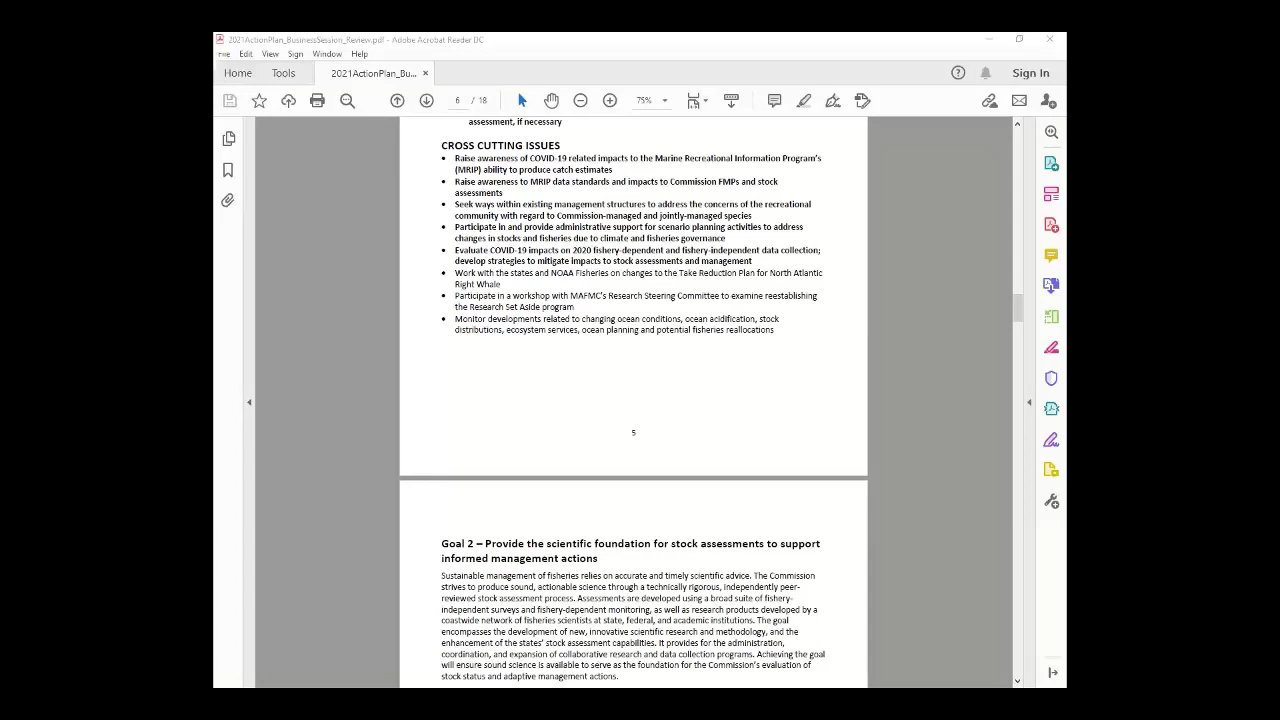 2021ActionPlan_BusinessSession_Review.pdf - Adobe Acrobat Reader DC
File Edit View Sign Window Help
Home Tools 2021ActionPlan_Bu... × Sign In
6 / 18 75%
assessment, if necessary
CROSS CUTTING ISSUES
• Raise awareness of COVID-19 related impacts to the Marine Recreational Information Program's
(MRIP) ability to produce catch estimates
• Raise awareness to MRIP data standards and impacts to Commission FMPs and stock
assessments
• Seek ways within existing management structures to address the concerns of the recreational
community with regard to Commission-managed and jointly-managed species
• Participate in and provide administrative support for scenario planning activities to address
changes in stocks and fisheries due to climate and fisheries governance
• Evaluate COVID-19 impacts on 2020 fishery-dependent and fishery-independent data collection;
develop strategies to mitigate impacts to stock assessments and management
• Work with the states and NOAA Fisheries on changes to the Take Reduction Plan for North Atlantic
Right Whale
• Participate in a workshop with MAFMC's Research Steering Committee to examine reestablishing
the Research Set Aside program
• Monitor developments related to changing ocean conditions, ocean acidification, stock
distributions, ecosystem services, ocean planning and potential fisheries reallocations
5
Goal 2 – Provide the scientific foundation for stock assessments to support
informed management actions
Sustainable management of fisheries relies on accurate and timely scientific advice. The Commission
strives to produce sound, actionable science through a technically rigorous, independently peer-
reviewed stock assessment process. Assessments are developed using a broad suite of fishery-
independent surveys and fishery-dependent monitoring, as well as research products developed by a
coastwide network of fisheries scientists at state, federal, and academic institutions. The goal
encompasses the development of new, innovative scientific research and methodology, and the
enhancement of the states' stock assessment capabilities. It provides for the administration,
coordination, and expansion of collaborative research and data collection programs. Achieving the goal
will ensure sound science is available to serve as the foundation for the Commission's evaluation of
stock status and adaptive management actions.